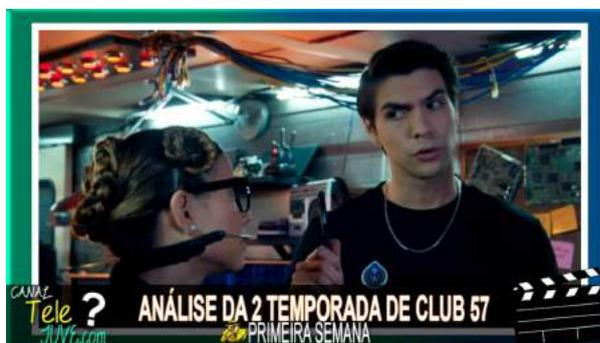 CANAL
Tele ?
JUVE.com
ANÁLISE DA 2 TEMPORADA DE CLUB 57
PRIMEIRA SEMANA